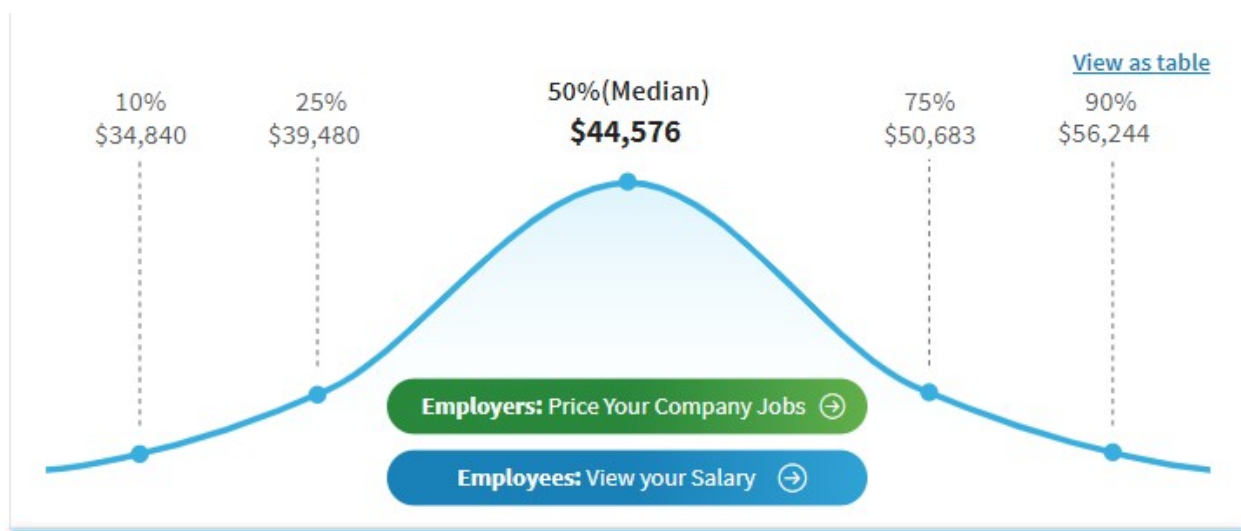 View as table
10%
$34,840
25%
$39,480
50%(Median)
$44,576
75%
$50,683
90%
$56,244
Employers: Price Your Company Jobs
Employees: View your Salary